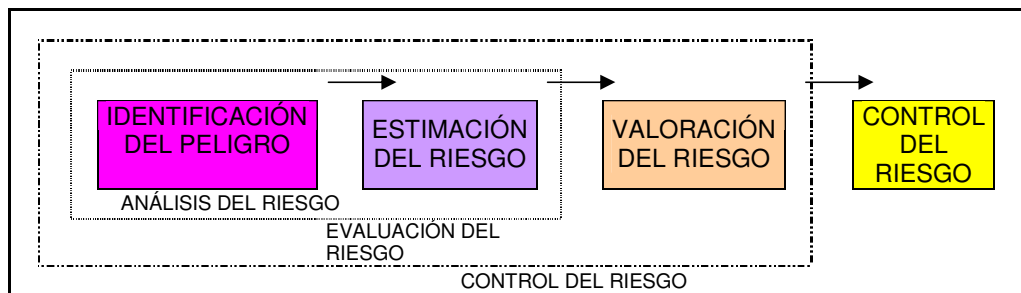 IDENTIFICACIÓN
DEL PELIGRO
ESTIMACIÓN
DEL RIESGO
VALORACIÓN
DEL RIESGO
CONTROL
DEL
RIESGO
ANÁLISIS DEL RIESGO
EVALUACIÓN DEL
RIESGO
CONTROL DEL RIESGO